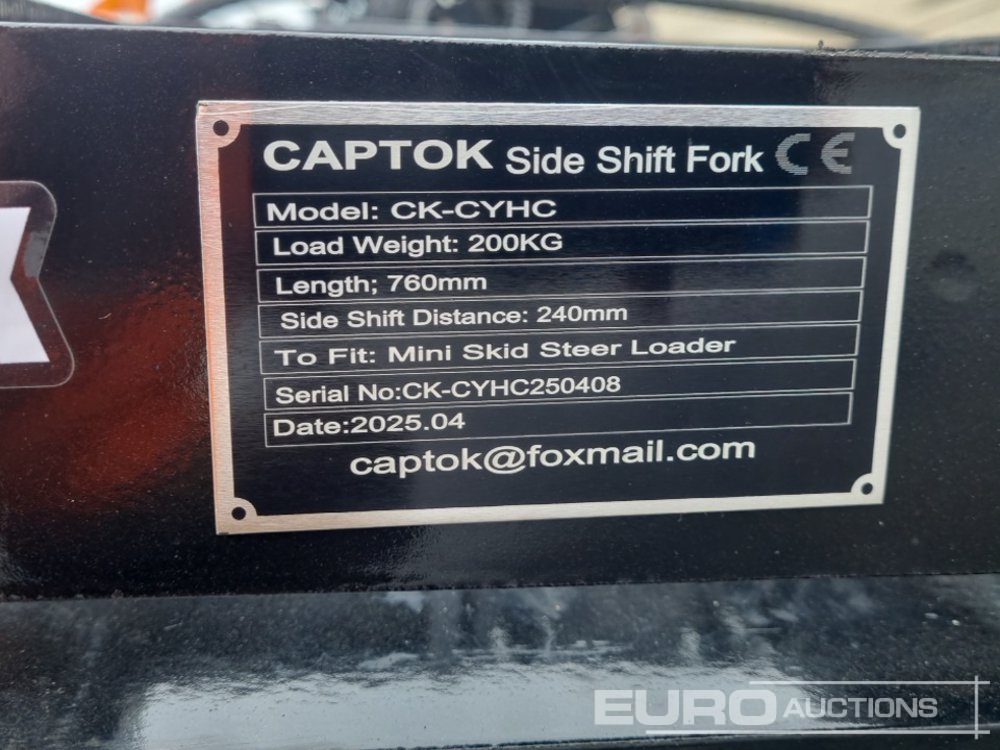 CAPTOK Side Shift Fork CE
Model: CK-CYHC
Load Weight: 200KG
Length; 760mm
Side Shift Distance: 240mm
To Fit: Mini Skid Steer Loader
Serial No:CK-CYHC250408
Date:2025.04
captok@foxmail.com
EURO AUCTIONS